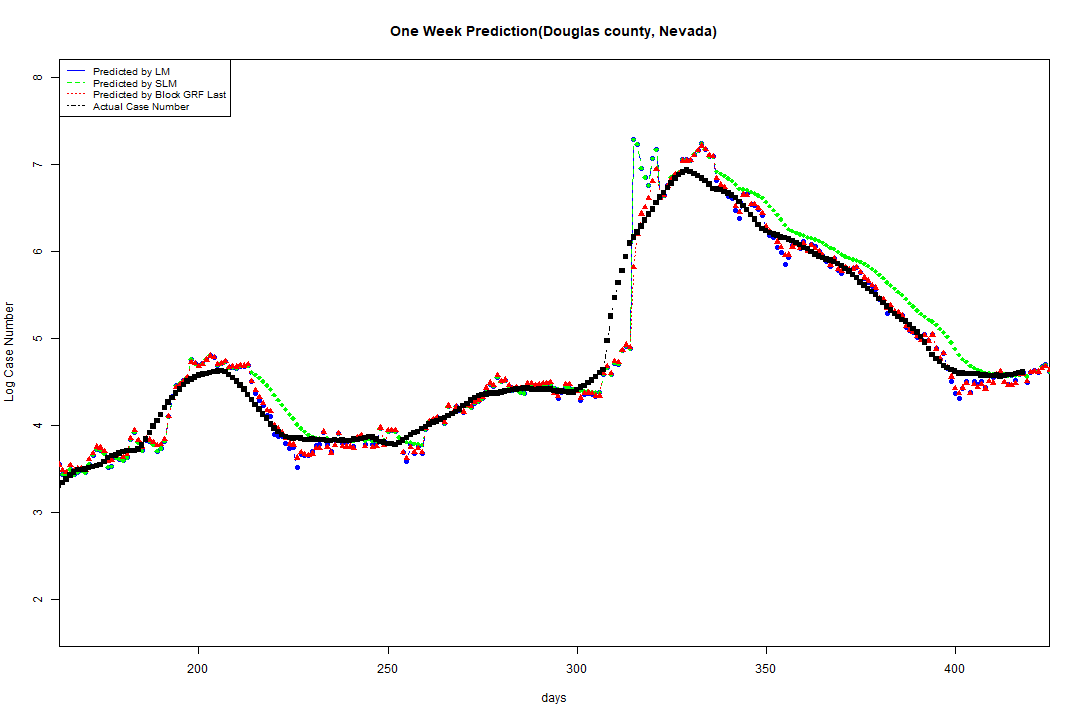 One Week Prediction(Douglas county, Nevada)
Predicted by LM
Predicted by SLM
Predicted by Block GRF Last
Actual Case Number
8
7
6
5
4
3
2
Log Case Number
200 250 300 350 400
days